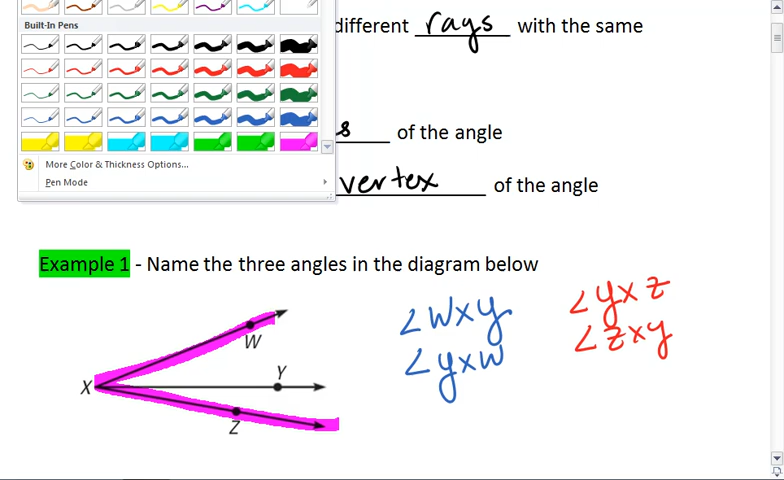 Built-In Pens
More Color & Thickness Options...
Pen Mode
different rays with the same
s of the angle
vertex of the angle
Example 1 - Name the three angles in the diagram below
W
X
Y
Z
∠WXY
∠YXW
∠YXZ
∠ZXY